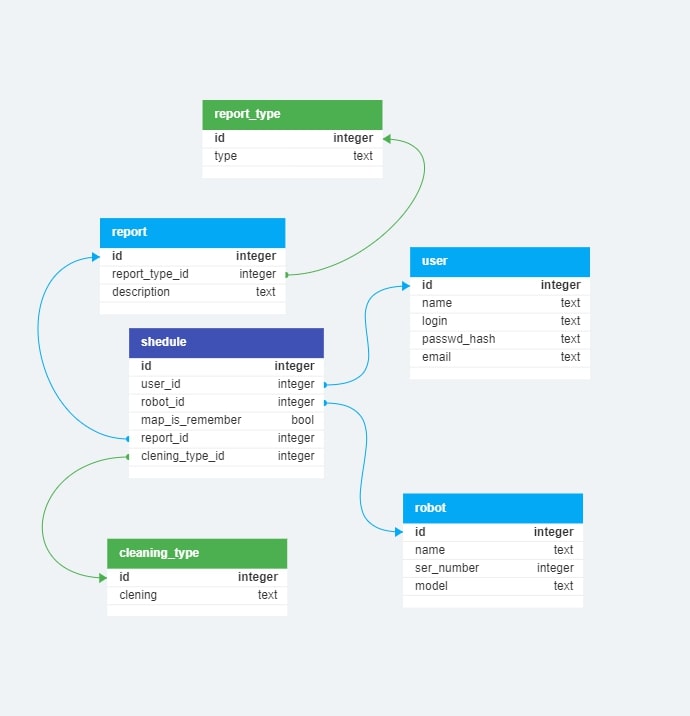 report_type
id integer
type text
report
id integer
report_type_id integer
description text
user
id integer
name text
login text
passwd_hash text
email text
shedule
id integer
user_id integer
robot_id integer
map_is_remember bool
report_id integer
clening_type_id integer
robot
id integer
name text
ser_number integer
model text
cleaning_type
id integer
clening text